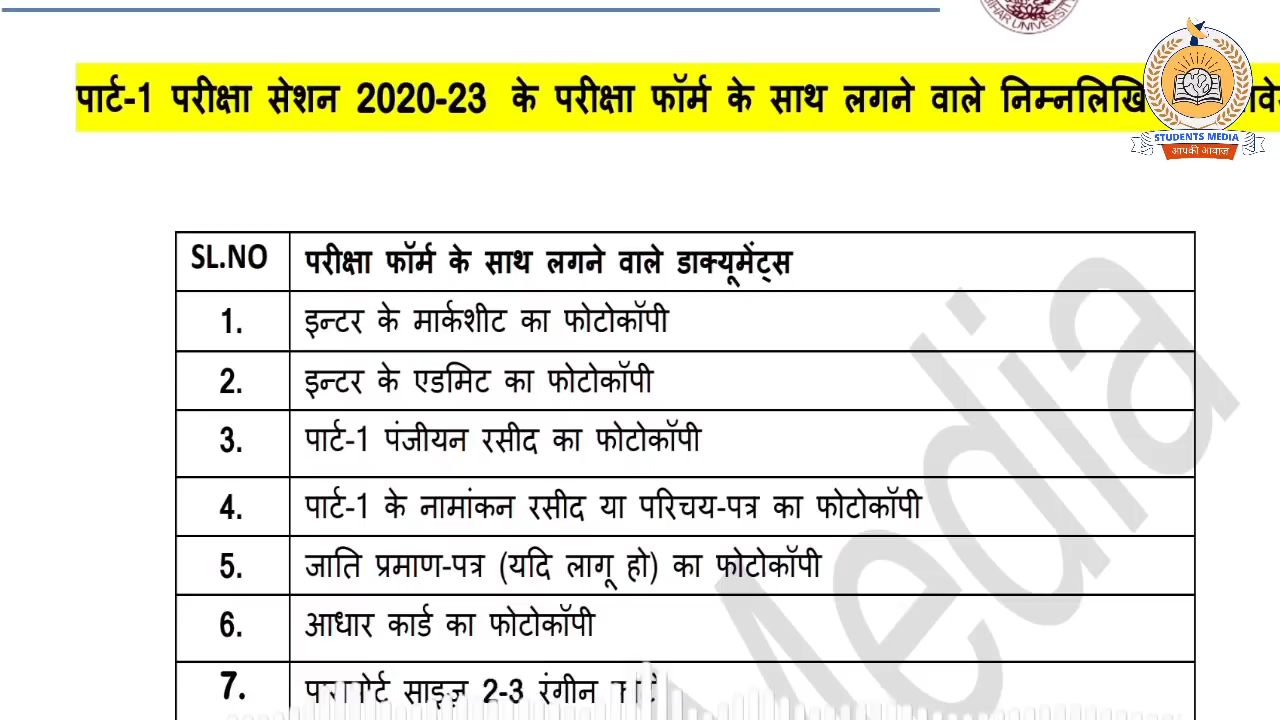 BIHAR UNIVERSITY
पार्ट-1 परीक्षा सेशन 2020-23 के परीक्षा फॉर्म के साथ लगने वाले
STUDENTS MEDIA
आपकी आवाज़
SL.NO परीक्षा फॉर्म के साथ लगने वाले डाक्यूमेंट्स
1. इन्टर के मार्कशीट का फोटोकॉपी
2. इन्टर के एडमिट का फोटोकॉपी
3. पार्ट-1 पंजीयन रसीद का फोटोकॉपी
4. पार्ट-1 के नामांकन रसीद या परिचय-पत्र का फोटोकॉपी
5. जाति प्रमाण-पत्र (यदि लागू हो) का फोटोकॉपी
6. आधार कार्ड का फोटोकॉपी
7. साइज़ 2-3 रंगीन
Media